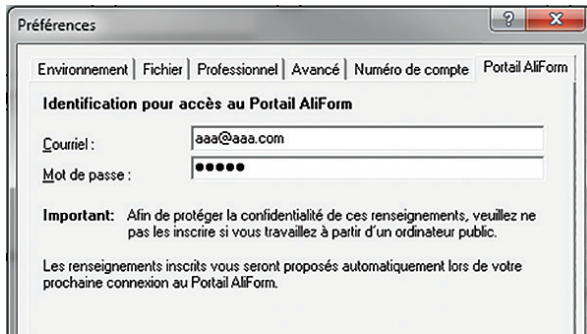 Préférences
Environnement Fichier Professionnel Avancé Numéro de compte Portail AliForm
Identification pour accès au Portail AliForm
Courriel : aaa@aaa.com
Mot de passe : ●●●●●
Important: Afin de protéger la confidentialité de ces renseignements, veuillez ne
pas les inscrire si vous travaillez à partir d'un ordinateur public.
Les renseignements inscrits vous seront proposés automatiquement lors de votre
prochaine connexion au Portail AliForm.